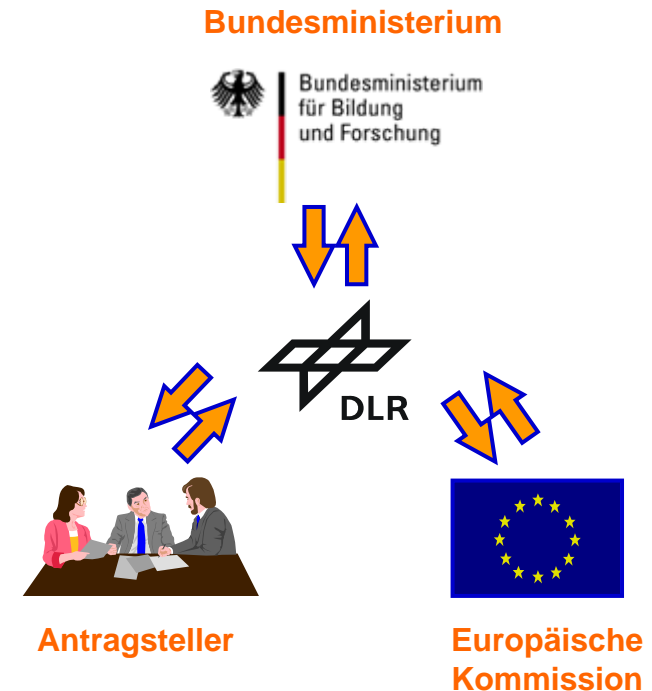 Bundesministerium
Bundesministerium
für Bildung
und Forschung
DLR
Antragsteller
Europäische
Kommission